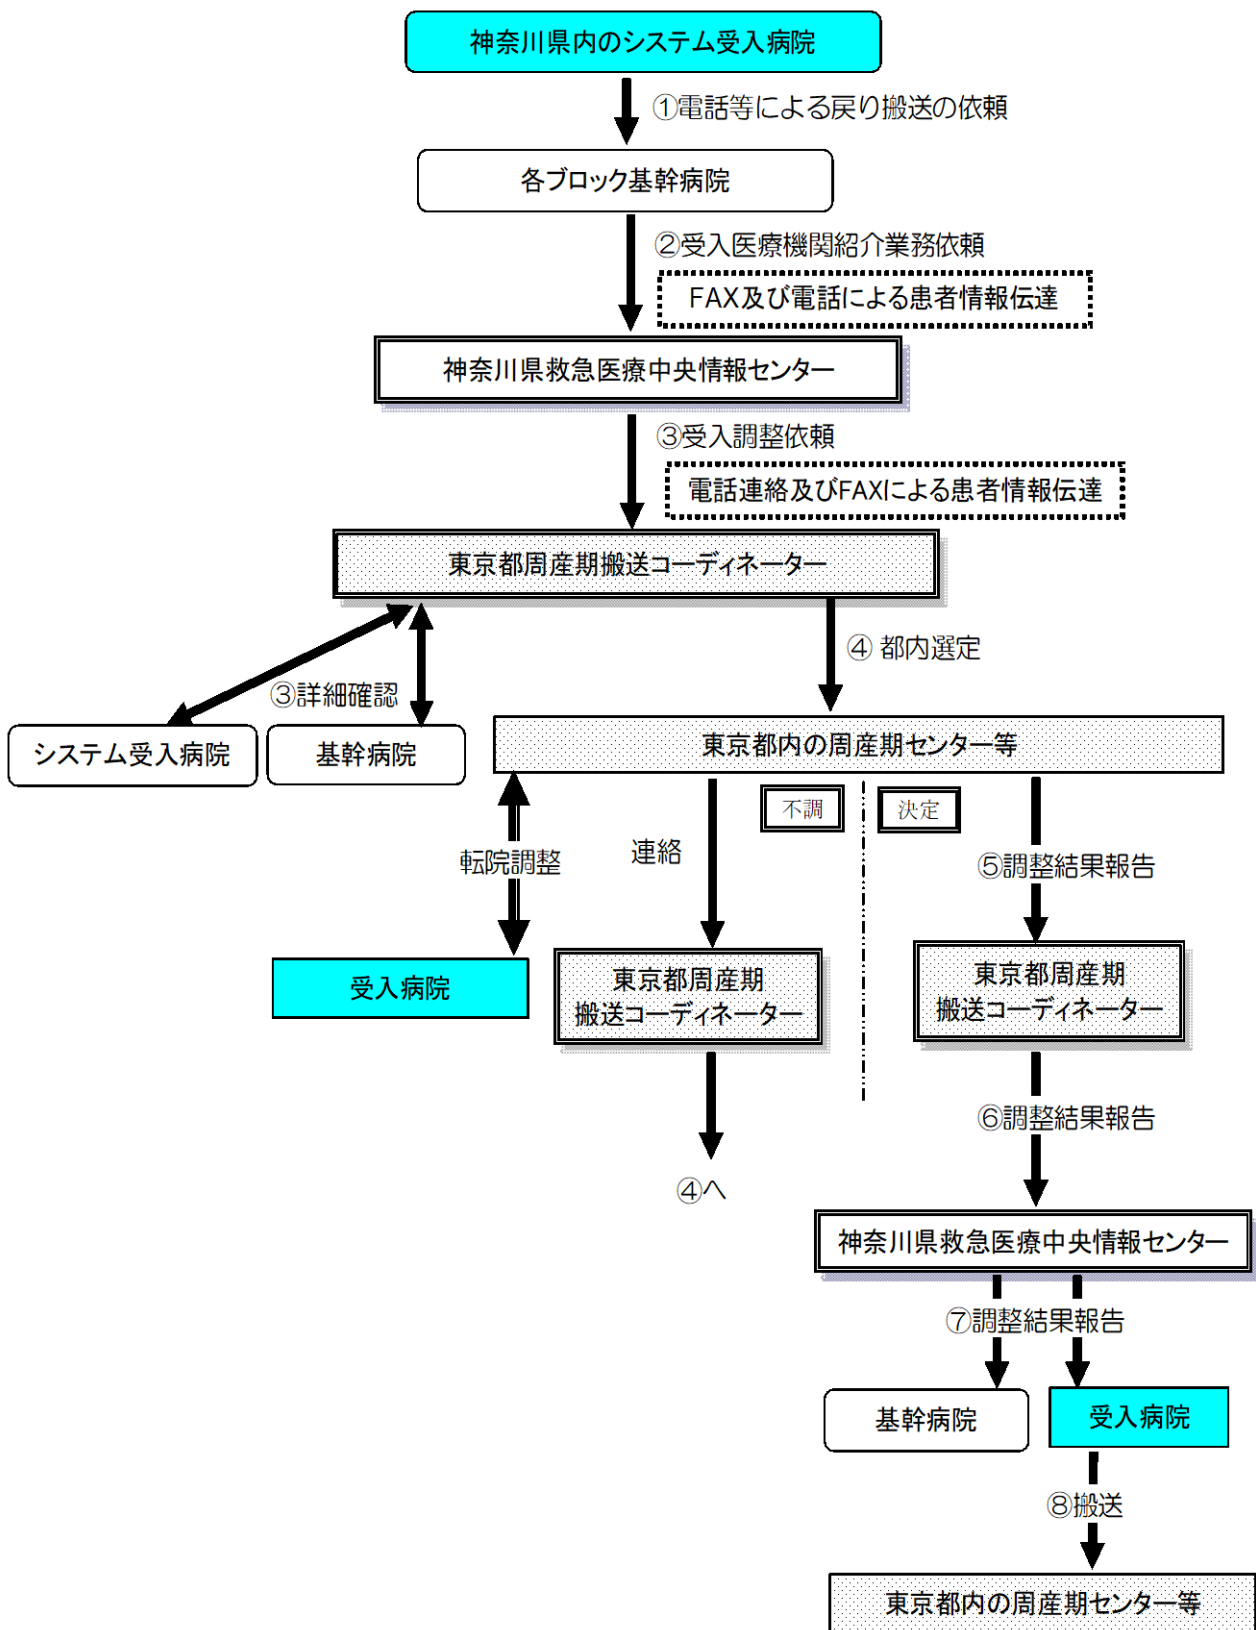 神奈川県内のシステム受入病院
①電話等による戻り搬送の依頼
各ブロック基幹病院
②受入医療機関紹介業務依頼
FAX及び電話による患者情報伝達
神奈川県救急医療中央情報センター
③受入調整依頼
電話連絡及びFAXによる患者情報伝達
東京都周産期搬送コーディネーター
④ 都内選定
③詳細確認
システム受入病院
基幹病院
東京都内の周産期センター等
不調
決定
転院調整
連絡
⑤調整結果報告
受入病院
東京都周産期
搬送コーディネーター
東京都周産期
搬送コーディネーター
⑥調整結果報告
④へ
神奈川県救急医療中央情報センター
⑦調整結果報告
基幹病院
受入病院
⑧搬送
東京都内の周産期センター等